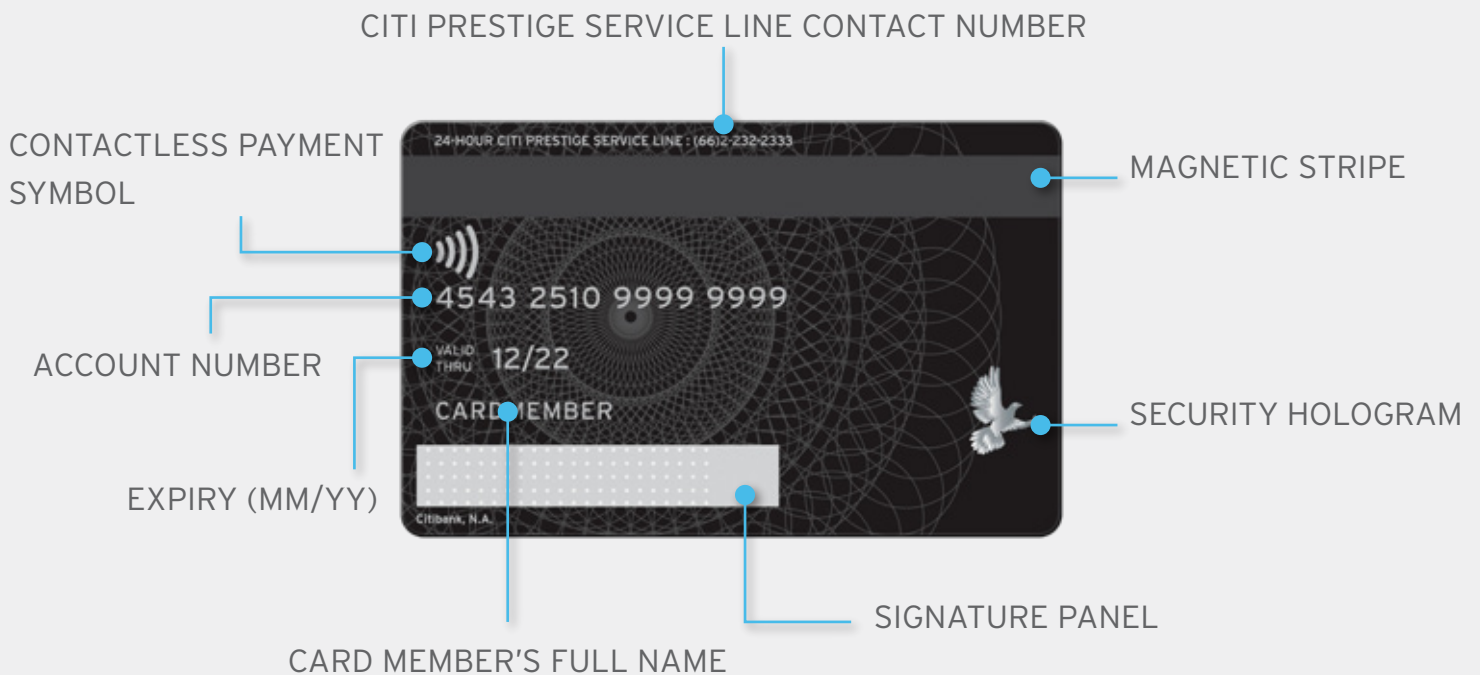 CITI PRESTIGE SERVICE LINE CONTACT NUMBER
CONTACTLESS PAYMENT
SYMBOL
24-HOUR CITI PRESTIGE SERVICE LINE : (66)2-232-2333
MAGNETIC STRIPE
4543 2510 9999 9999
ACCOUNT NUMBER
VALID
THRU 12/22
CARDMEMBER
SECURITY HOLOGRAM
EXPIRY (MM/YY)
Citibank, N.A.
SIGNATURE PANEL
CARD MEMBER'S FULL NAME